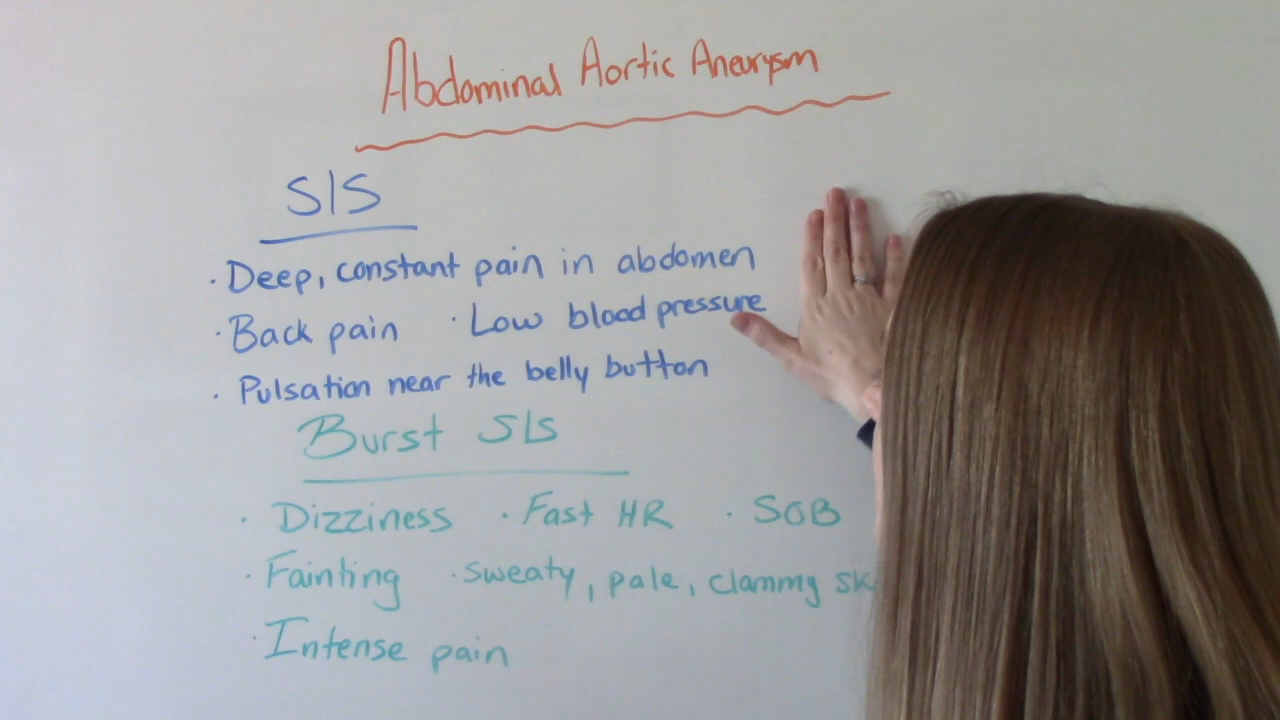 Abdominal Aortic Aneurysm
S/S
· Deep, constant pain in abdomen
· Back pain · Low blood pressure
· Pulsation near the belly button
Burst S/s
· Dizziness · Fast HR · SOB
· Fainting · sweaty, pale, clammy
· Intense pain